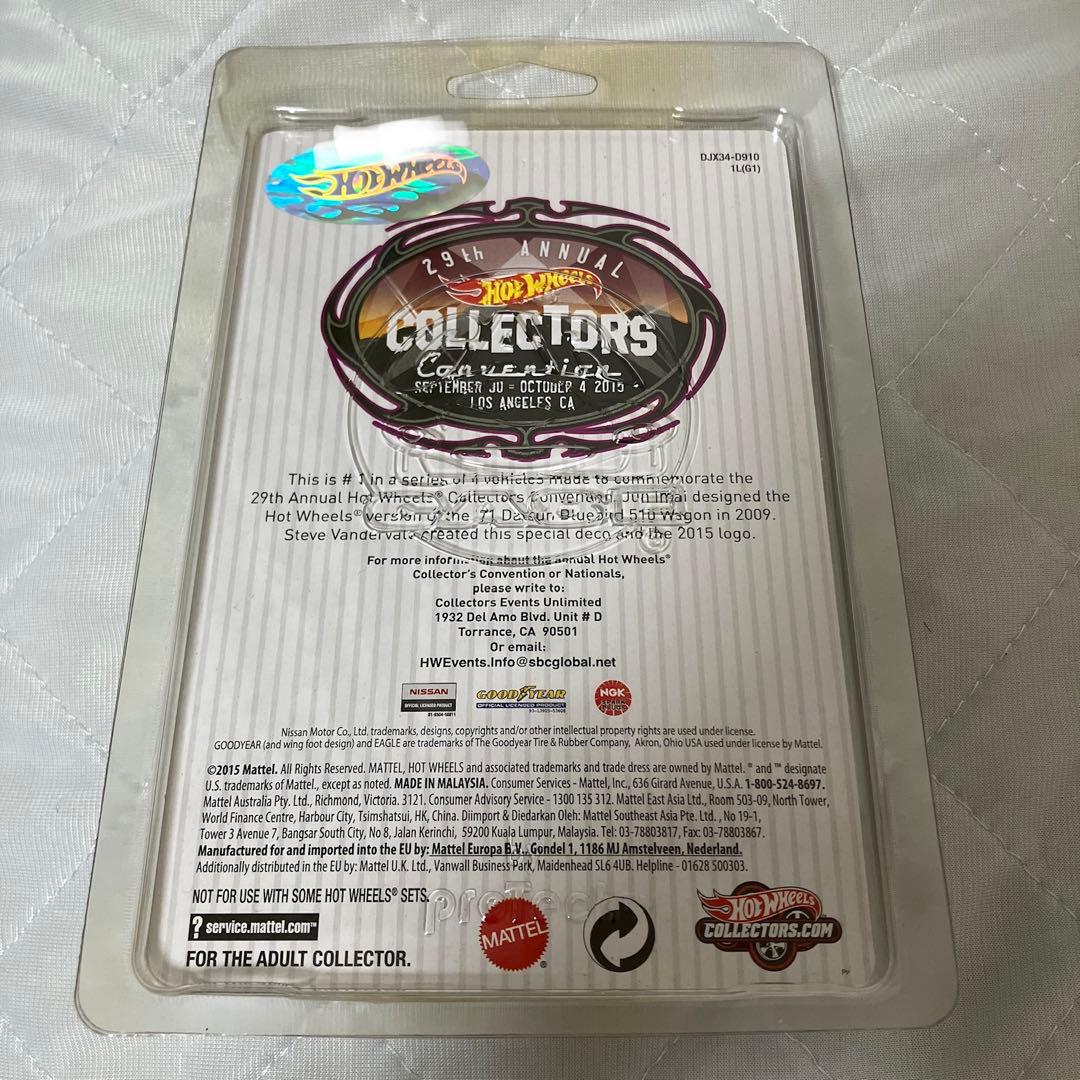 DJX34-D910
1L(G1)
HOT WHEELS
29th ANNUAL
HOT WHEELS
COLLECTORS
Convention
SEPTEMBER 30 - OCTOBER 4 2015
LOS ANGELES CA
This is # 1 in a series of 4 vehicles made to commemorate the
29th Annual Hot Wheels® Collectors Convention. Jun Imai designed the
Hot Wheels® version of the '71 Datsun Bluebird 510 Wagon in 2009.
Steve Vandervate created this special deco and the 2015 logo.
For more information about the annual Hot Wheels®
Collector's Convention or Nationals,
please write to:
Collectors Events Unlimited
1932 Del Amo Blvd. Unit # D
Torrance, CA 90501
Or email:
HWEvents.Info@sbcglobal.net
NISSAN
OFFICIAL LICENSED PRODUCT
GOODYEAR
OFFICIAL LICENSED PRODUCT
NGK
SPARK PLUGS
Nissan Motor Co., Ltd. trademarks, designs, copyrights and/or other intellectual property rights are used under license.
GOODYEAR (and wing foot design) and EAGLE are trademarks of The Goodyear Tire & Rubber Company, Akron, Ohio USA used under license by Mattel.
©2015 Mattel. All Rights Reserved. MATTEL, HOT WHEELS and associated trademarks and trade dress are owned by Mattel. ® and ™ designate
U.S. trademarks of Mattel., except as noted. MADE IN MALAYSIA. Consumer Services - Mattel, Inc., 636 Girard Avenue, U.S.A. 1-800-524-8697.
Mattel Australia Pty. Ltd., Richmond, Victoria. 3121. Consumer Advisory Service - 1300 135 312. Mattel East Asia Ltd., Room 503-09, North Tower,
World Finance Centre, Harbour City, Tsimshatsui, HK, China. Diimport & Diedarkan Oleh: Mattel Southeast Asia Pte. Ltd. , No 19-1,
Tower 3 Avenue 7, Bangsar South City, No 8, Jalan Kerinchi, 59200 Kuala Lumpur, Malaysia. Tel: 03-78803817, Fax: 03-78803867.
Manufactured for and imported into the EU by: Mattel Europa B.V., Gondel 1, 1186 MJ Amstelveen, Nederland.
Additionally distributed in the EU by: Mattel U.K. Ltd., Vanwall Business Park, Maidenhead SL6 4UB. Helpline - 01628 500303.
NOT FOR USE WITH SOME HOT WHEELS® SETS.
proTech
? service.mattel.com™
MATTEL®
HOT WHEELS
COLLECTORS.COM
FOR THE ADULT COLLECTOR.